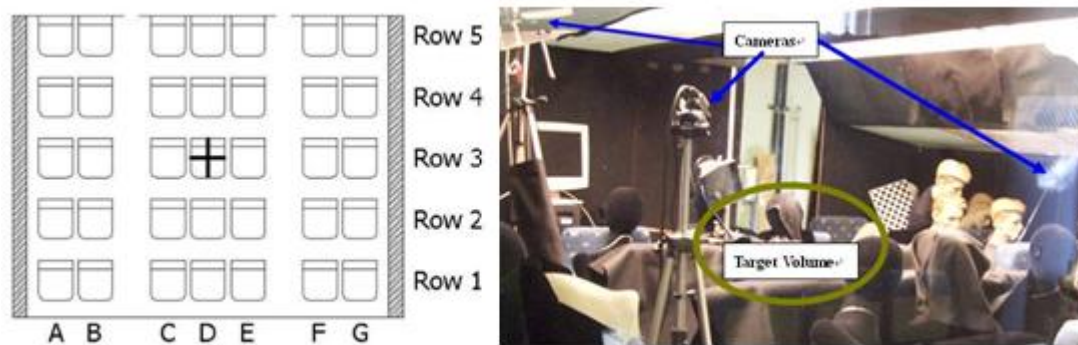 Row 5
Row 4
Row 3
Row 2
Row 1
A B C D E F G
Cameras↵
Target Volume↵